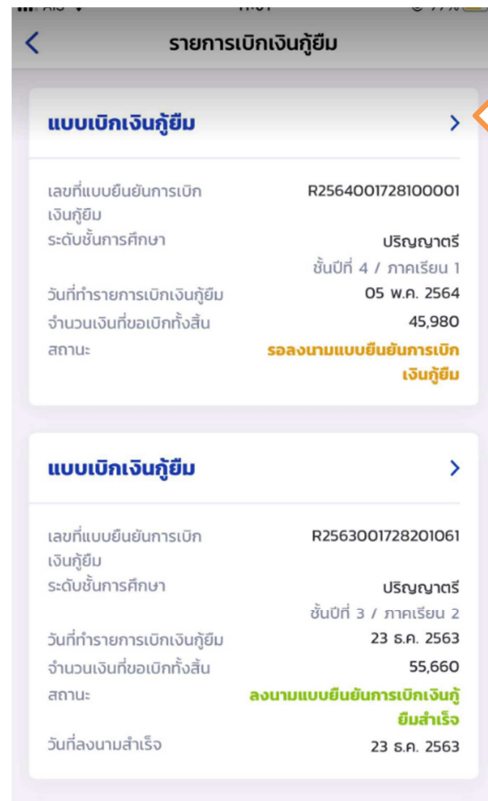 รายการเบิกเงินกู้ยืม
แบบเบิกเงินกู้ยืม
เลขที่แบบยืนยันการเบิก R2564001728100001
เงินกู้ยืม
ระดับชั้นการศึกษา ปริญญาตรี
ชั้นปีที่ 4 / ภาคเรียน 1
วันที่ทำรายการเบิกเงินกู้ยืม 05 พ.ค. 2564
จำนวนเงินที่ขอเบิกทั้งสิ้น 45,980
สถานะ รอลงนามแบบยืนยันการเบิก
เงินกู้ยืม
แบบเบิกเงินกู้ยืม
เลขที่แบบยืนยันการเบิก R2563001728201061
เงินกู้ยืม
ระดับชั้นการศึกษา ปริญญาตรี
ชั้นปีที่ 3 / ภาคเรียน 2
วันที่ทำรายการเบิกเงินกู้ยืม 23 ธ.ค. 2563
จำนวนเงินที่ขอเบิกทั้งสิ้น 55,660
สถานะ ลงนามแบบยืนยันการเบิกเงินกู้
ยืมสำเร็จ
วันที่ลงนามสำเร็จ 23 ธ.ค. 2563